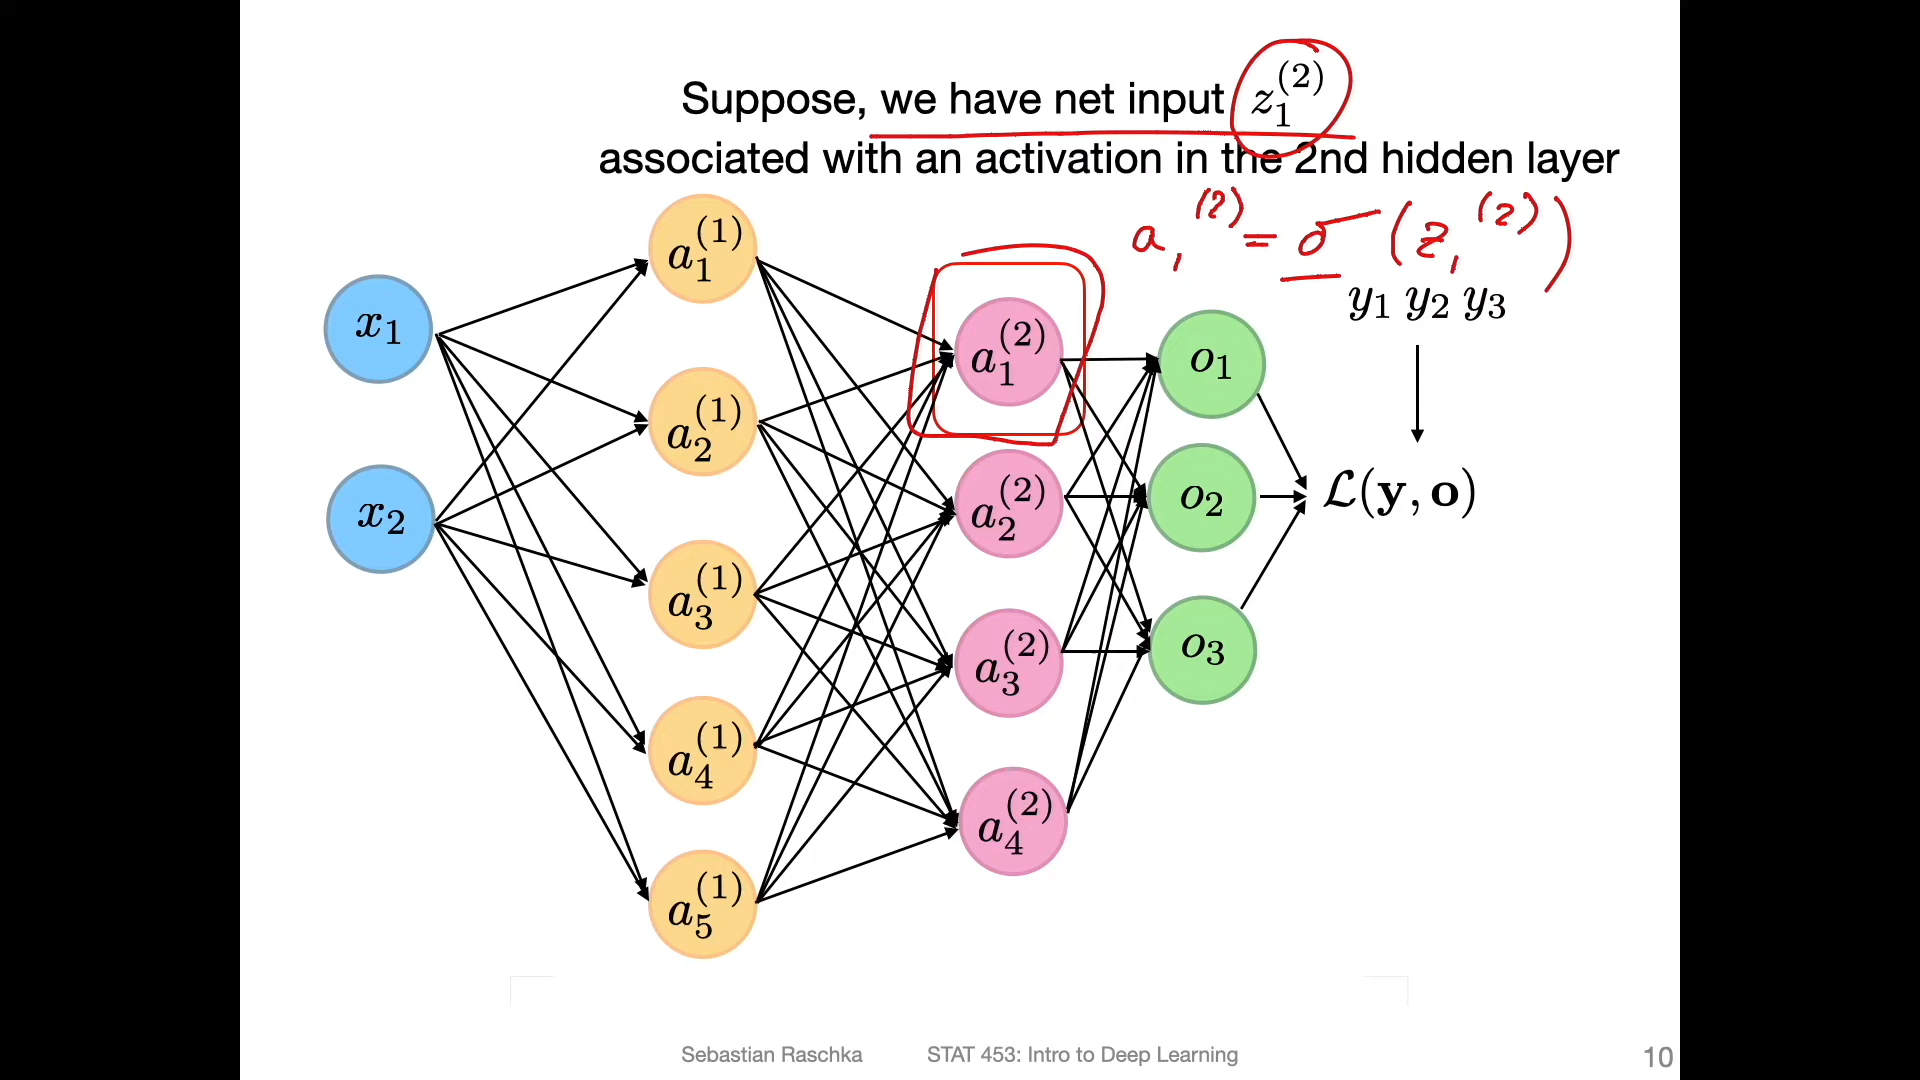 Suppose, we have net input z₁⁽²⁾
associated with an activation in the 2nd hidden layer
a₁⁽²⁾ = σ(z₁⁽²⁾)
y₁ y₂ y₃
x₁
x₂
a₁⁽¹⁾
a₂⁽¹⁾
a₃⁽¹⁾
a₄⁽¹⁾
a₅⁽¹⁾
a₁⁽²⁾
a₂⁽²⁾
a₃⁽²⁾
a₄⁽²⁾
o₁
o₂
o₃
ℒ(𝐲, 𝐨)
Sebastian Raschka STAT 453: Intro to Deep Learning 10